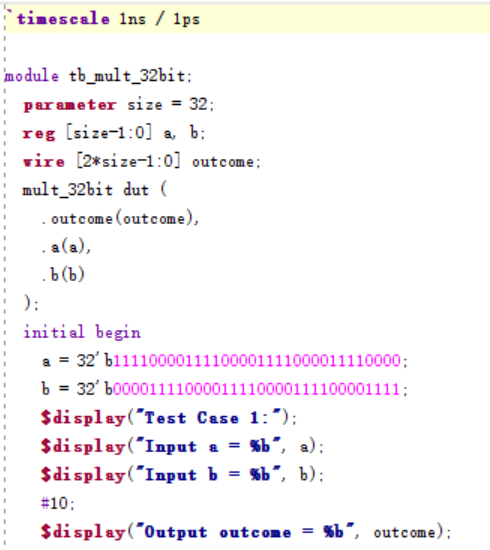 `timescale 1ns / 1ps
module tb_mult_32bit;
parameter size = 32;
reg [size-1:0] a, b;
wire [2*size-1:0] outcome;
mult_32bit dut (
.outcome(outcome),
.a(a),
.b(b)
);
initial begin
a = 32'b11110000111100001111000011110000;
b = 32'b00001111000011110000111100001111;
$display("Test Case 1:");
$display("Input a = %b", a);
$display("Input b = %b", b);
#10;
$display("Output outcome = %b", outcome);